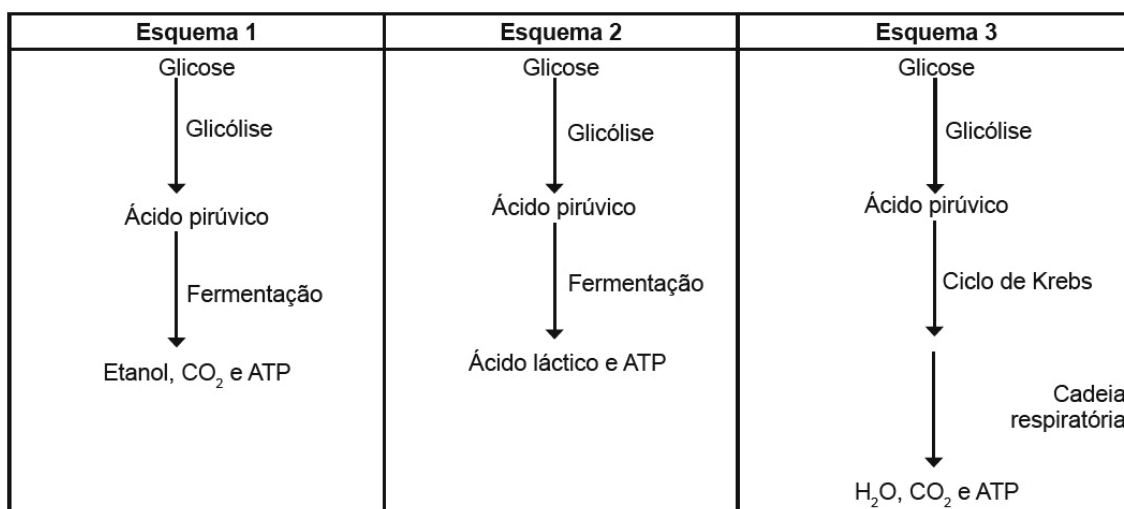 Esquema 1
Glicose
Glicólise
Ácido pirúvico
Fermentação
Etanol, CO₂ e ATP
Esquema 2
Glicose
Glicólise
Ácido pirúvico
Fermentação
Ácido láctico e ATP
Esquema 3
Glicose
Glicólise
Ácido pirúvico
Ciclo de Krebs
Cadeia
respiratória
H₂O, CO₂ e ATP